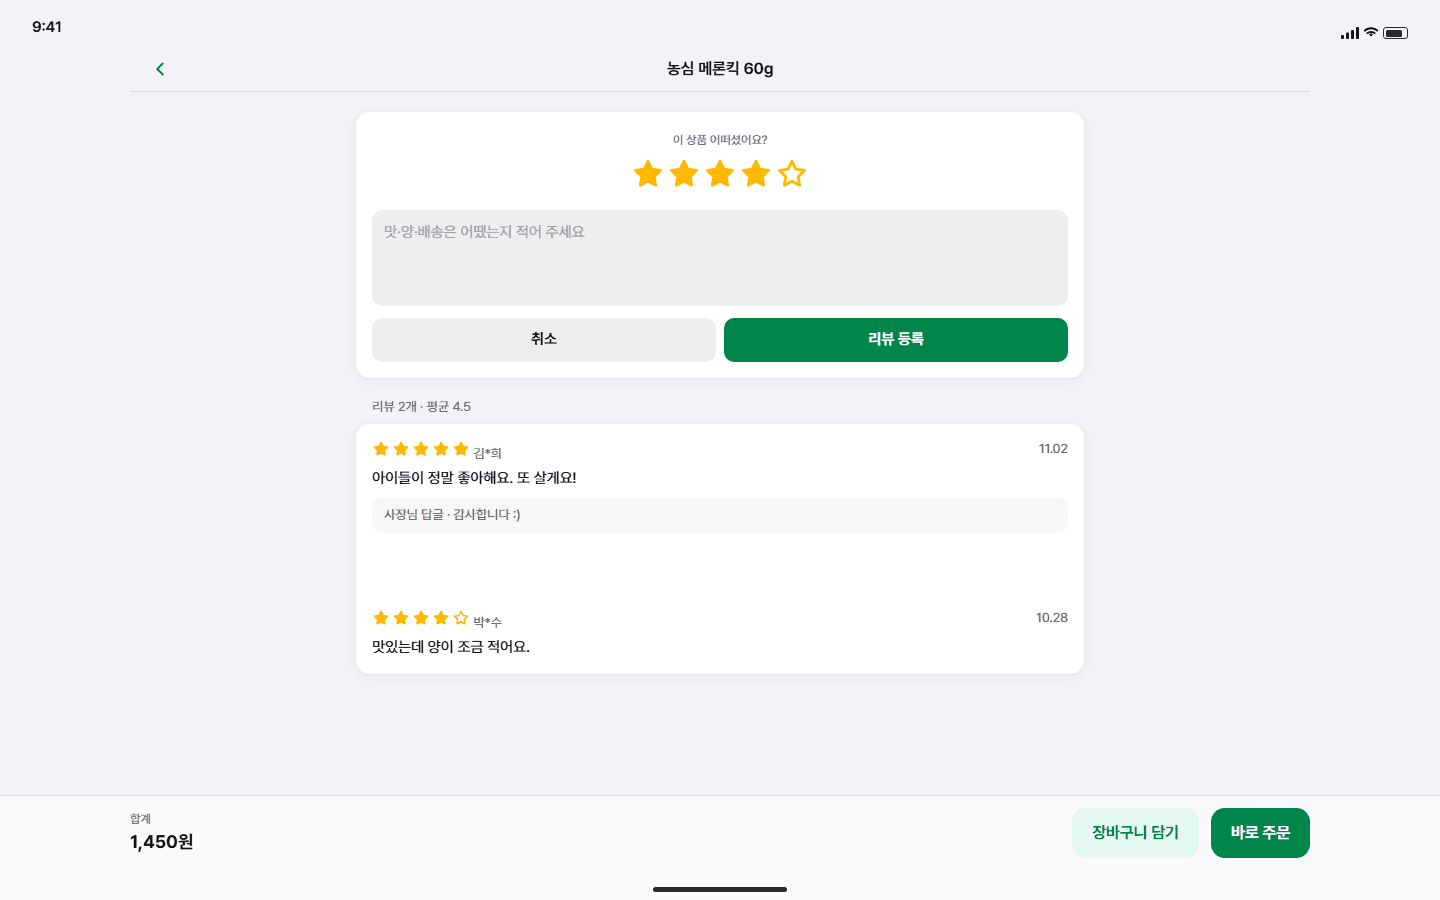 9:41
농심 메론킥 60g
이 상품 어떠셨어요?
맛·양·배송은 어땠는지 적어 주세요
취소
리뷰 등록
리뷰 2개 · 평균 4.5
김*희
11.02
아이들이 정말 좋아해요. 또 살게요!
사장님 답글 · 감사합니다 :)
박*수
10.28
맛있는데 양이 조금 적어요.
합계
1,450원
장바구니 담기
바로 주문